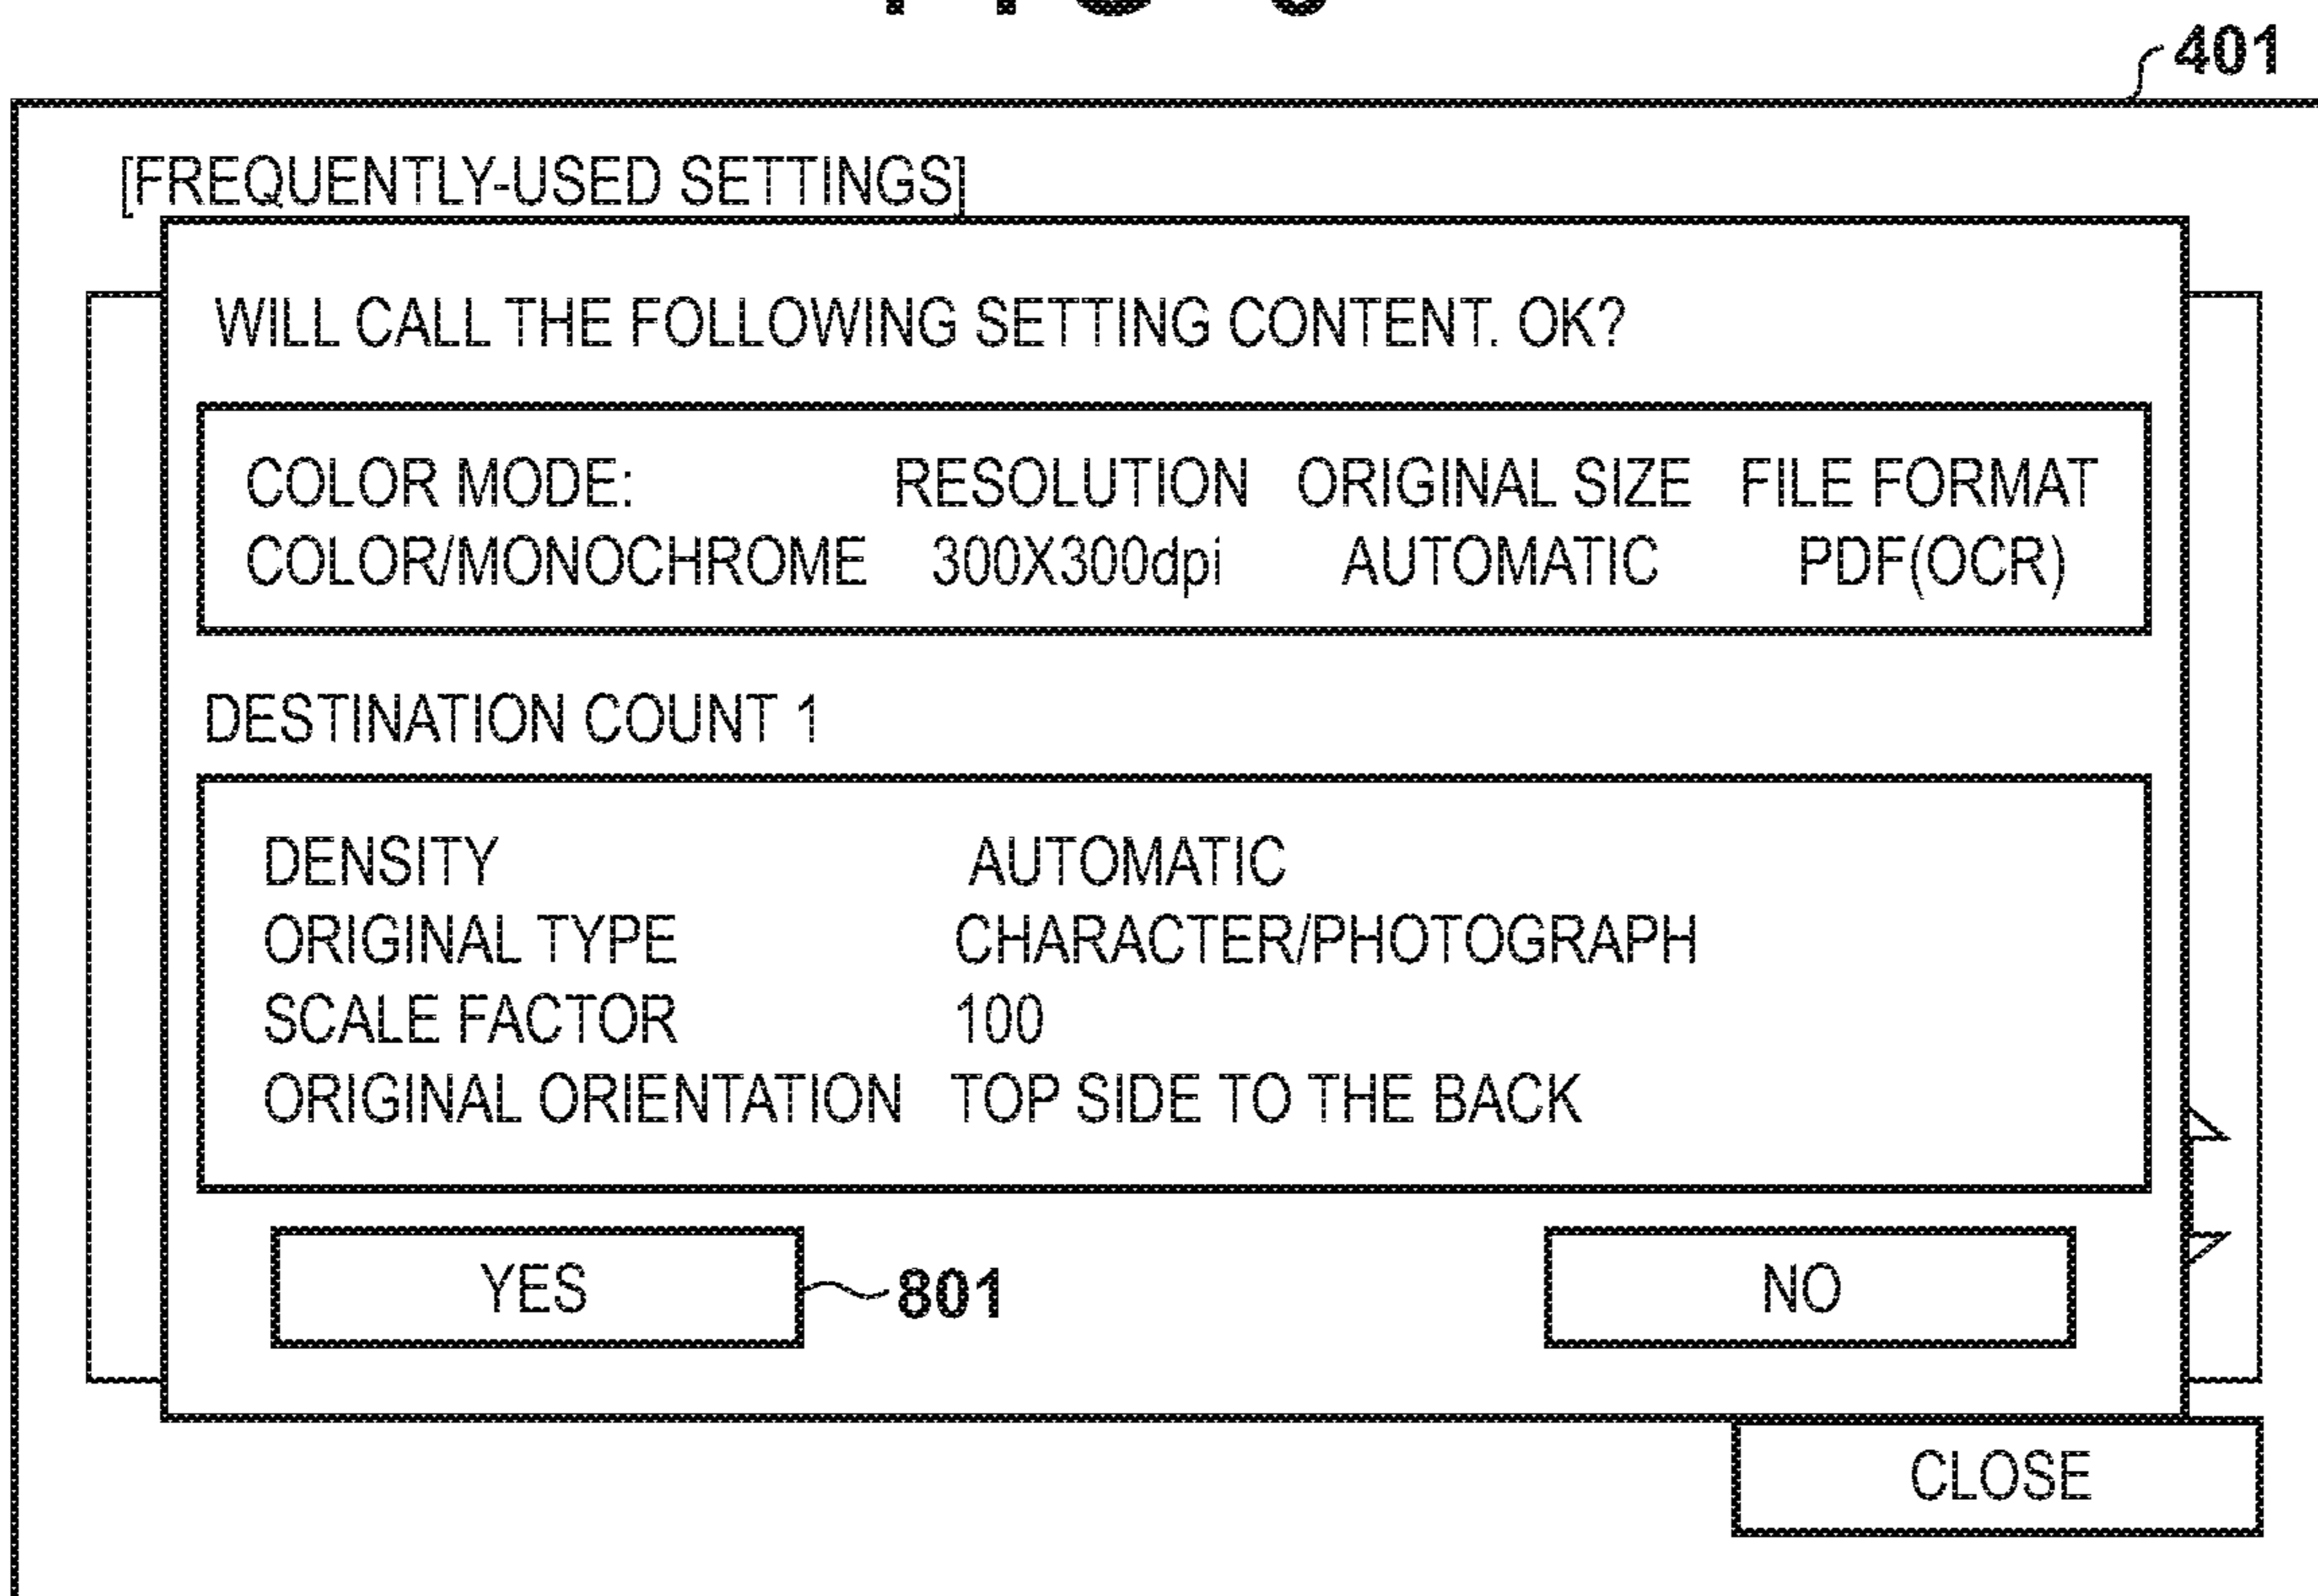 401
[FREQUENTLY-USED SETTINGS]
WILL CALL THE FOLLOWING SETTING CONTENT. OK?
COLOR MODE: RESOLUTION ORIGINAL SIZE FILE FORMAT
COLOR/MONOCHROME 300X300dpi AUTOMATIC PDF(OCR)
DESTINATION COUNT 1
DENSITY AUTOMATIC
ORIGINAL TYPE CHARACTER/PHOTOGRAPH
SCALE FACTOR 100
ORIGINAL ORIENTATION TOP SIDE TO THE BACK
YES 801 NO
CLOSE